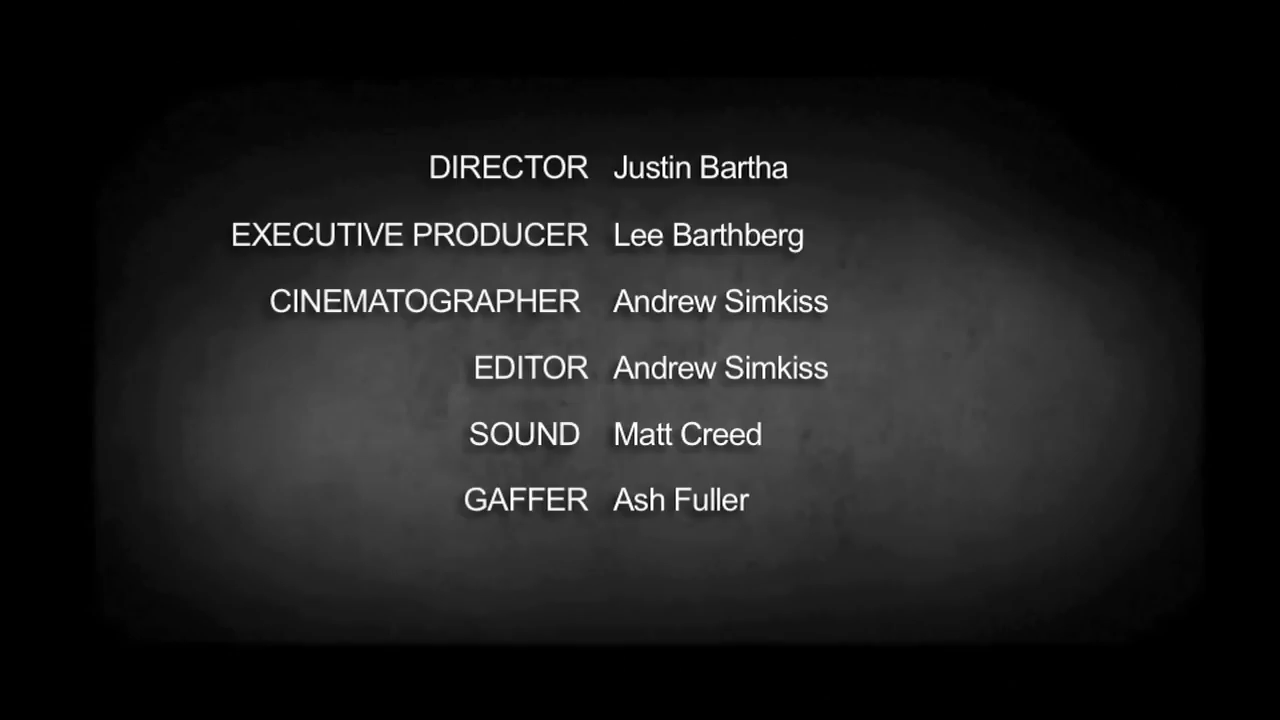 DIRECTOR Justin Bartha
EXECUTIVE PRODUCER Lee Barthberg
CINEMATOGRAPHER Andrew Simkiss
EDITOR Andrew Simkiss
SOUND Matt Creed
GAFFER Ash Fuller